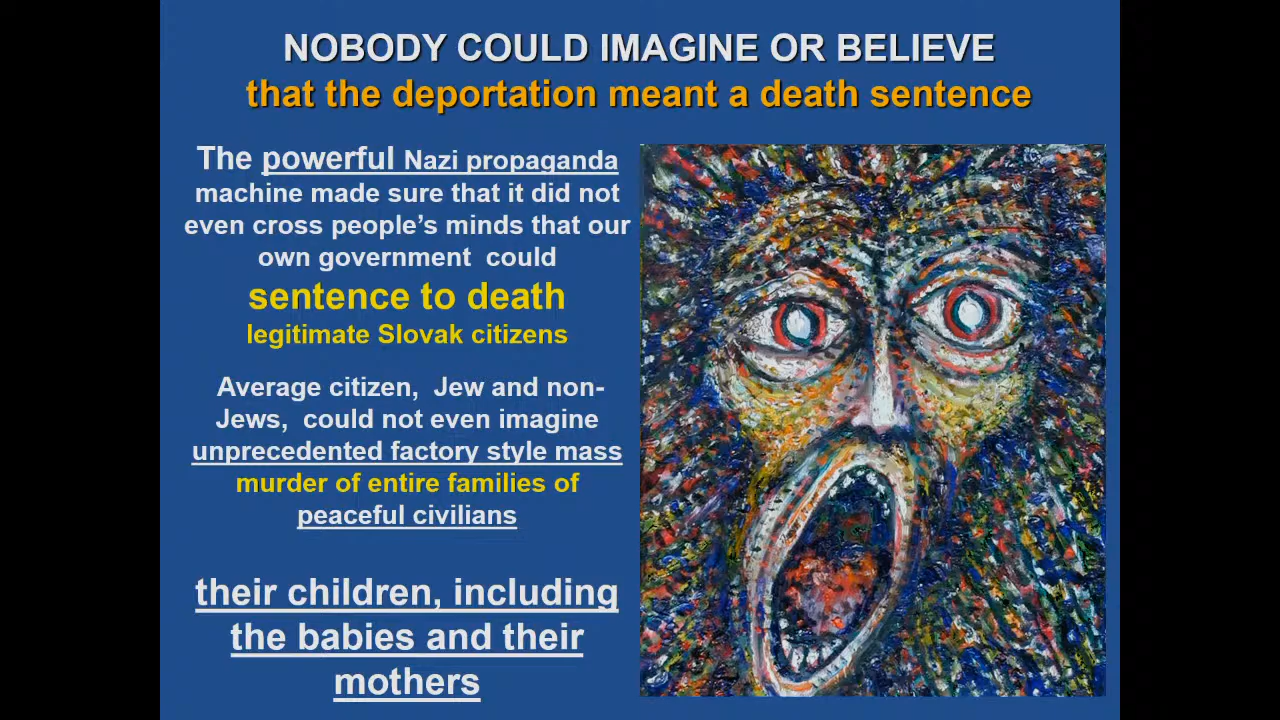 NOBODY COULD IMAGINE OR BELIEVE
that the deportation meant a death sentence
The powerful Nazi propaganda
machine made sure that it did not
even cross people’s minds that our
own government could
sentence to death
legitimate Slovak citizens
Average citizen, Jew and non-
Jews, could not even imagine
unprecedented factory style mass
murder of entire families of
peaceful civilians
their children, including
the babies and their
mothers